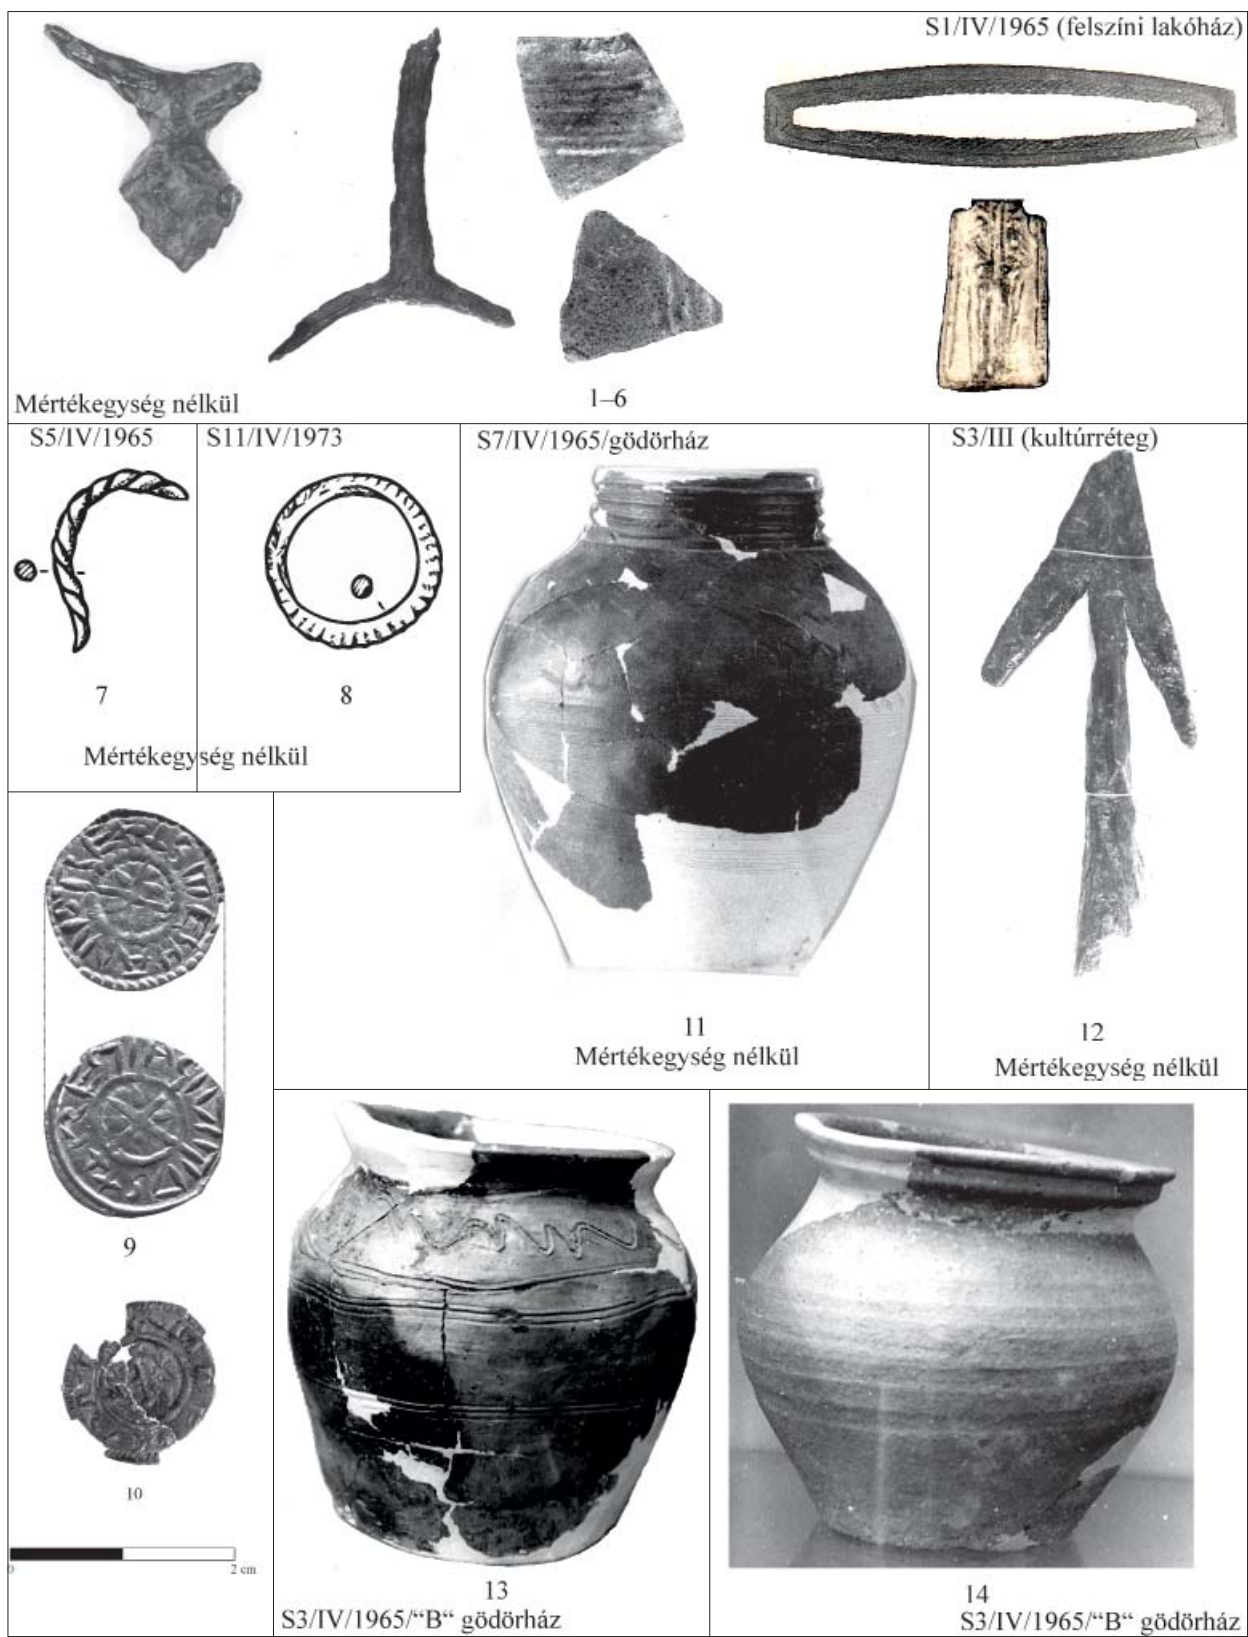 S1/IV/1965 (felszíni lakóház)
Mértékegység nélkül
1–6
S5/IV/1965
S11/IV/1973
7
8
Mértékegység nélkül
S7/IV/1965/gödörház
11
Mértékegység nélkül
S3/III (kultúrréteg)
12
Mértékegység nélkül
9
10
0 2 cm
13
S3/IV/1965/“B“ gödörház
14
S3/IV/1965/“B“ gödörház